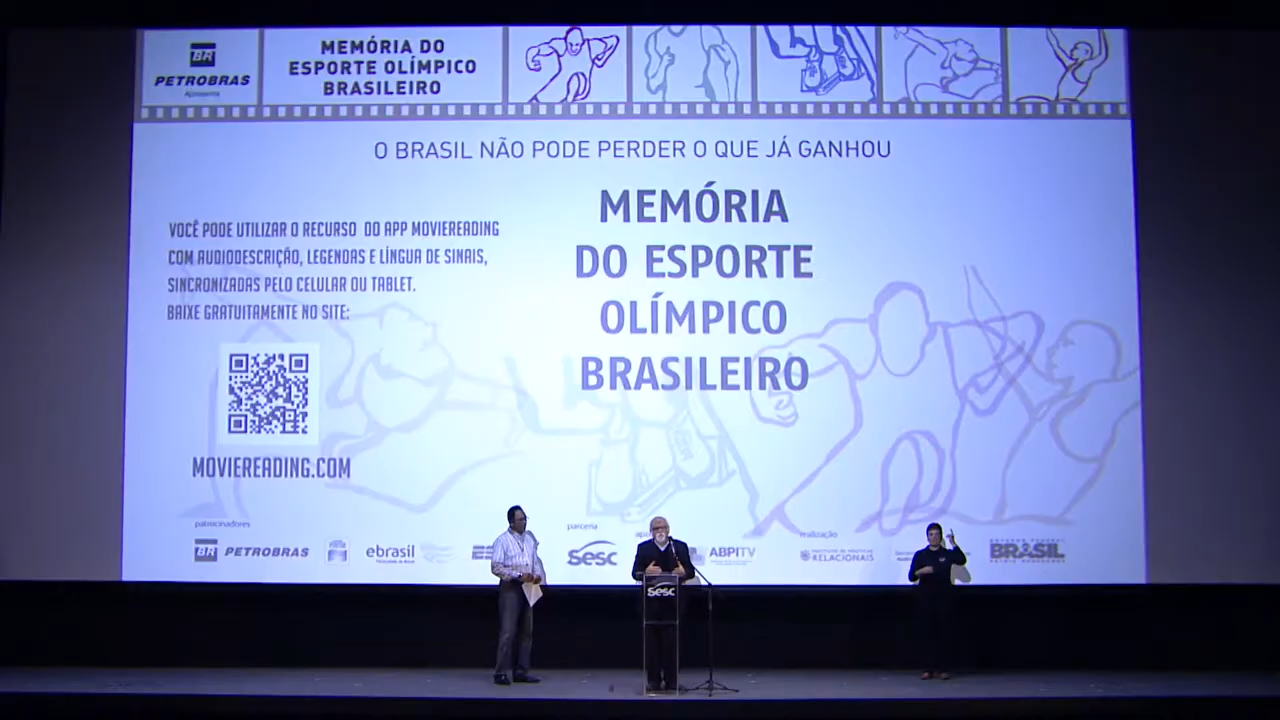 BR
PETROBRAS
Apresenta
MEMÓRIA DO
ESPORTE OLÍMPICO
BRASILEIRO
O BRASIL NÃO PODE PERDER O QUE JÁ GANHOU
MEMÓRIA
DO ESPORTE
OLÍMPICO
BRASILEIRO
VOCÊ PODE UTILIZAR O RECURSO DO APP MOVIEREADING
COM AUDIODESCRIÇÃO, LEGENDAS E LÍNGUA DE SINAIS,
SINCRONIZADAS PELO CELULAR OU TABLET.
BAIXE GRATUITAMENTE NO SITE:
MOVIEREADING.COM
patrocinadores
parceria
realização
BR PETROBRAS
ebrasil
Sesc
ABPITV
RELACIONAIS
BRASIL
Sesc